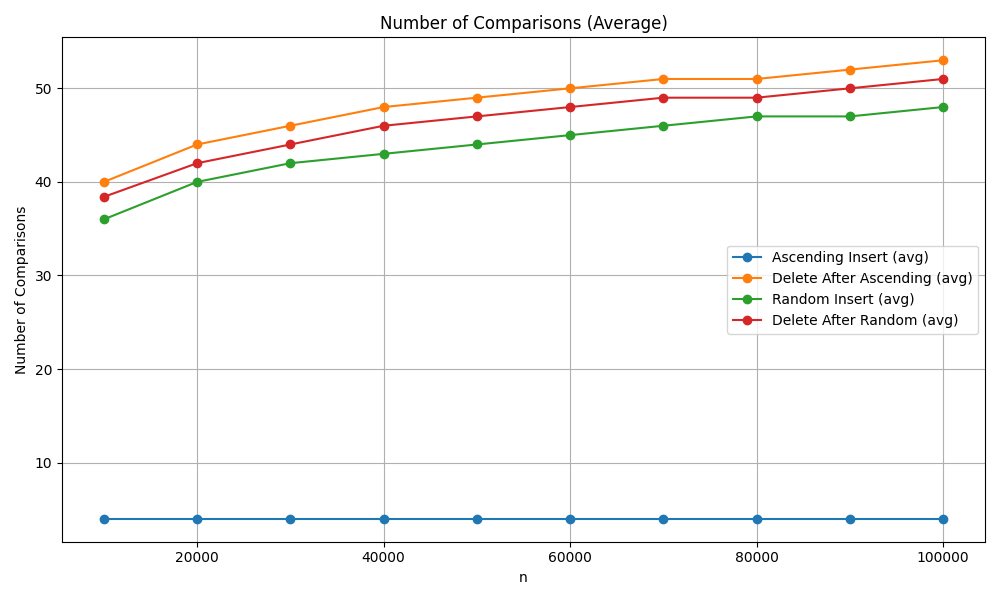 Number of Comparisons (Average)
Number of Comparisons
50
40
30
20
10
Ascending Insert (avg)
Delete After Ascending (avg)
Random Insert (avg)
Delete After Random (avg)
20000
40000
60000
80000
100000
n